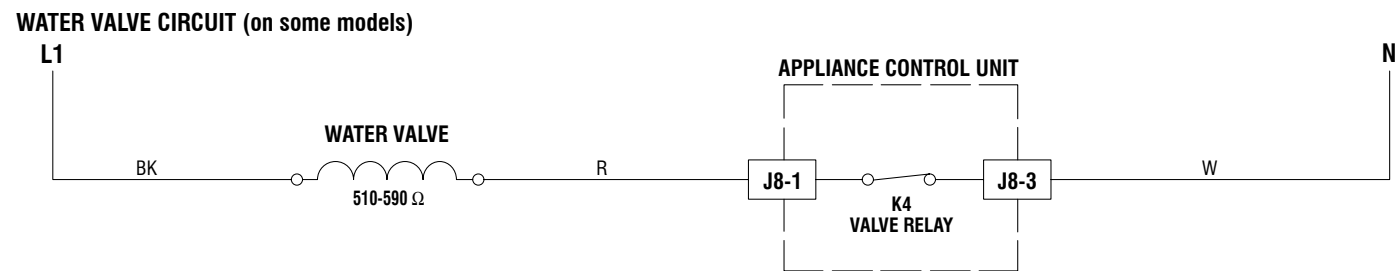 WATER VALVE CIRCUIT (on some models)
L1
N
APPLIANCE CONTROL UNIT
WATER VALVE
BK
R
J8-1
J8-3
W
510-590 Ω
K4
VALVE RELAY